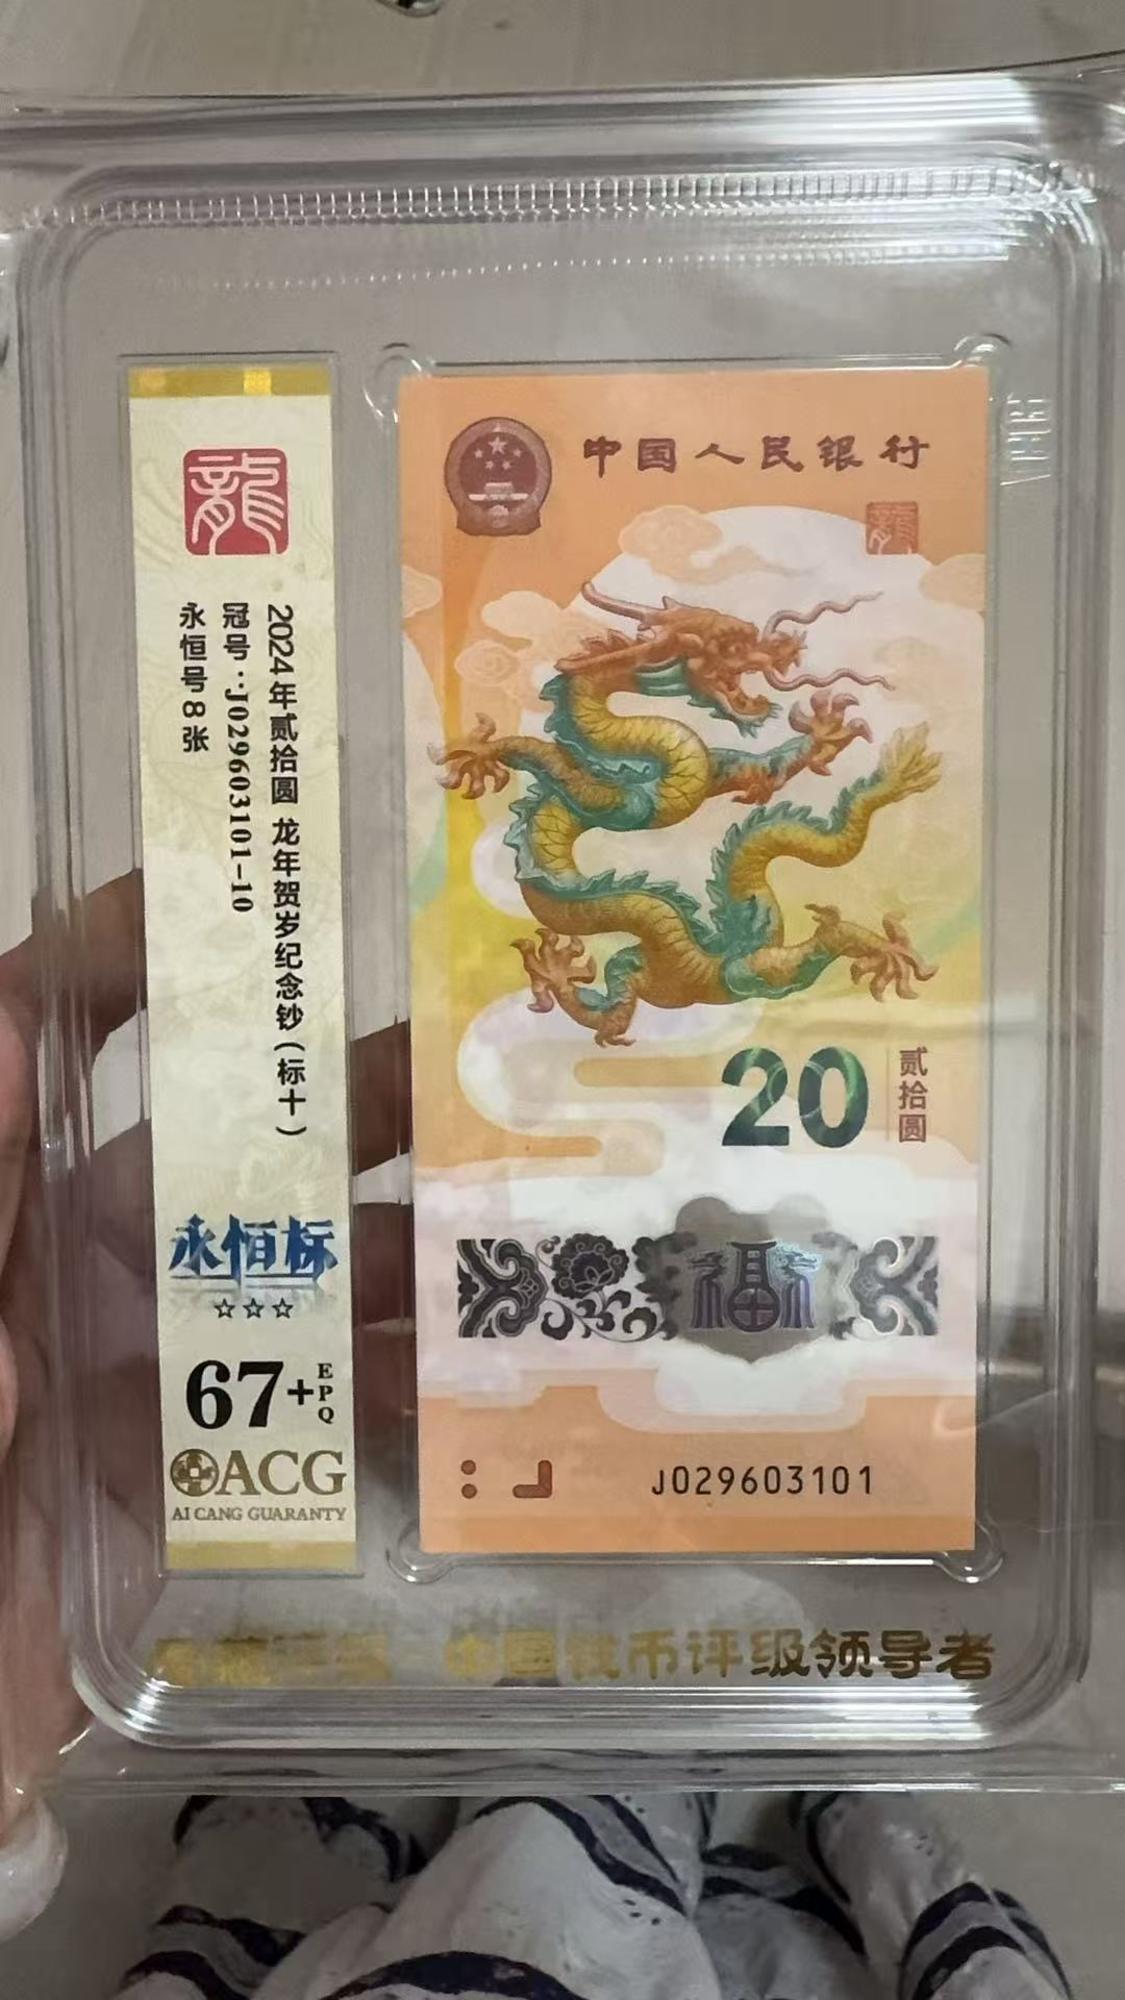 龍
2024年贰拾圆 龙年贺岁纪念钞(标十)
冠号:J029603101-10
永恒号8张
永恒标
☆☆☆
67+EPQ
ACG
AI CANG GUARANTY
中国人民银行
龍
20
贰拾圆
福
J029603101
中国钱币评级领导者